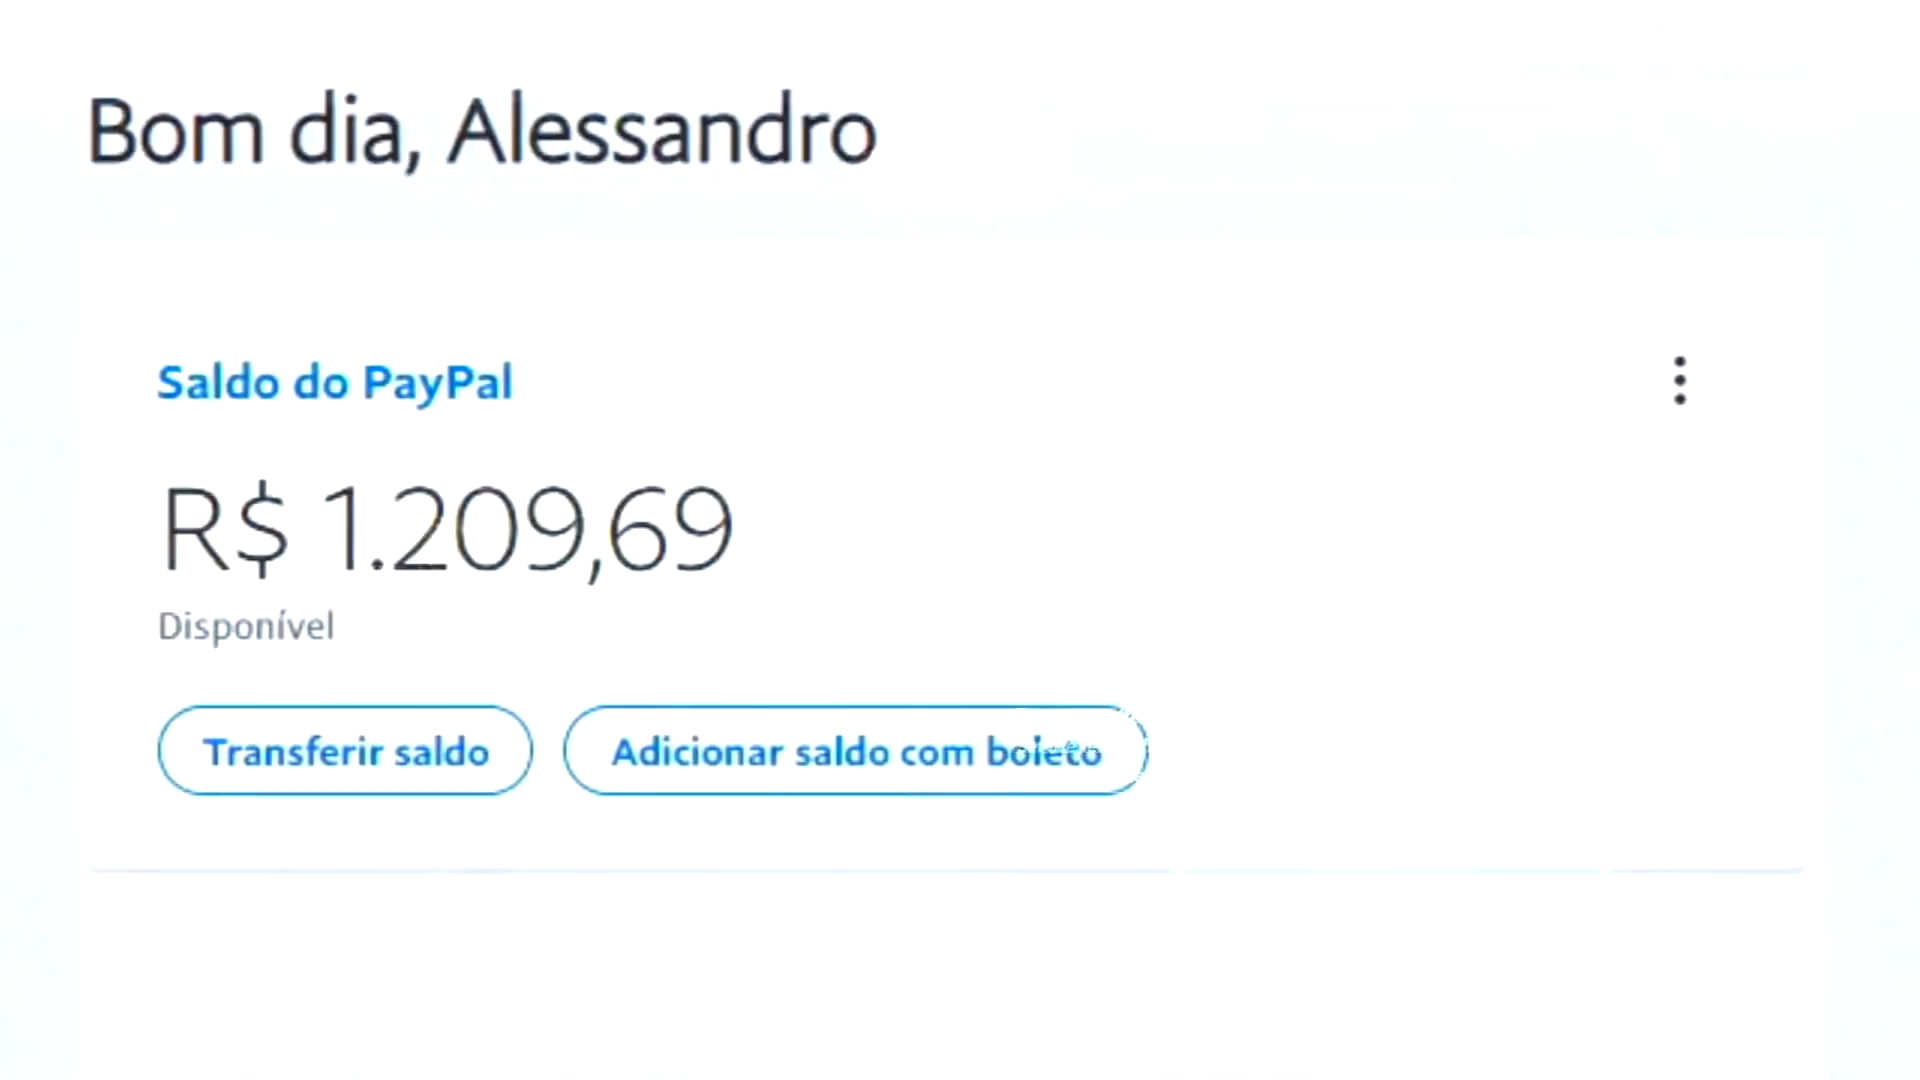 Bom dia, Alessandro
Saldo do PayPal
R$ 1.209,69
Disponível
Transferir saldo
Adicionar saldo com boleto